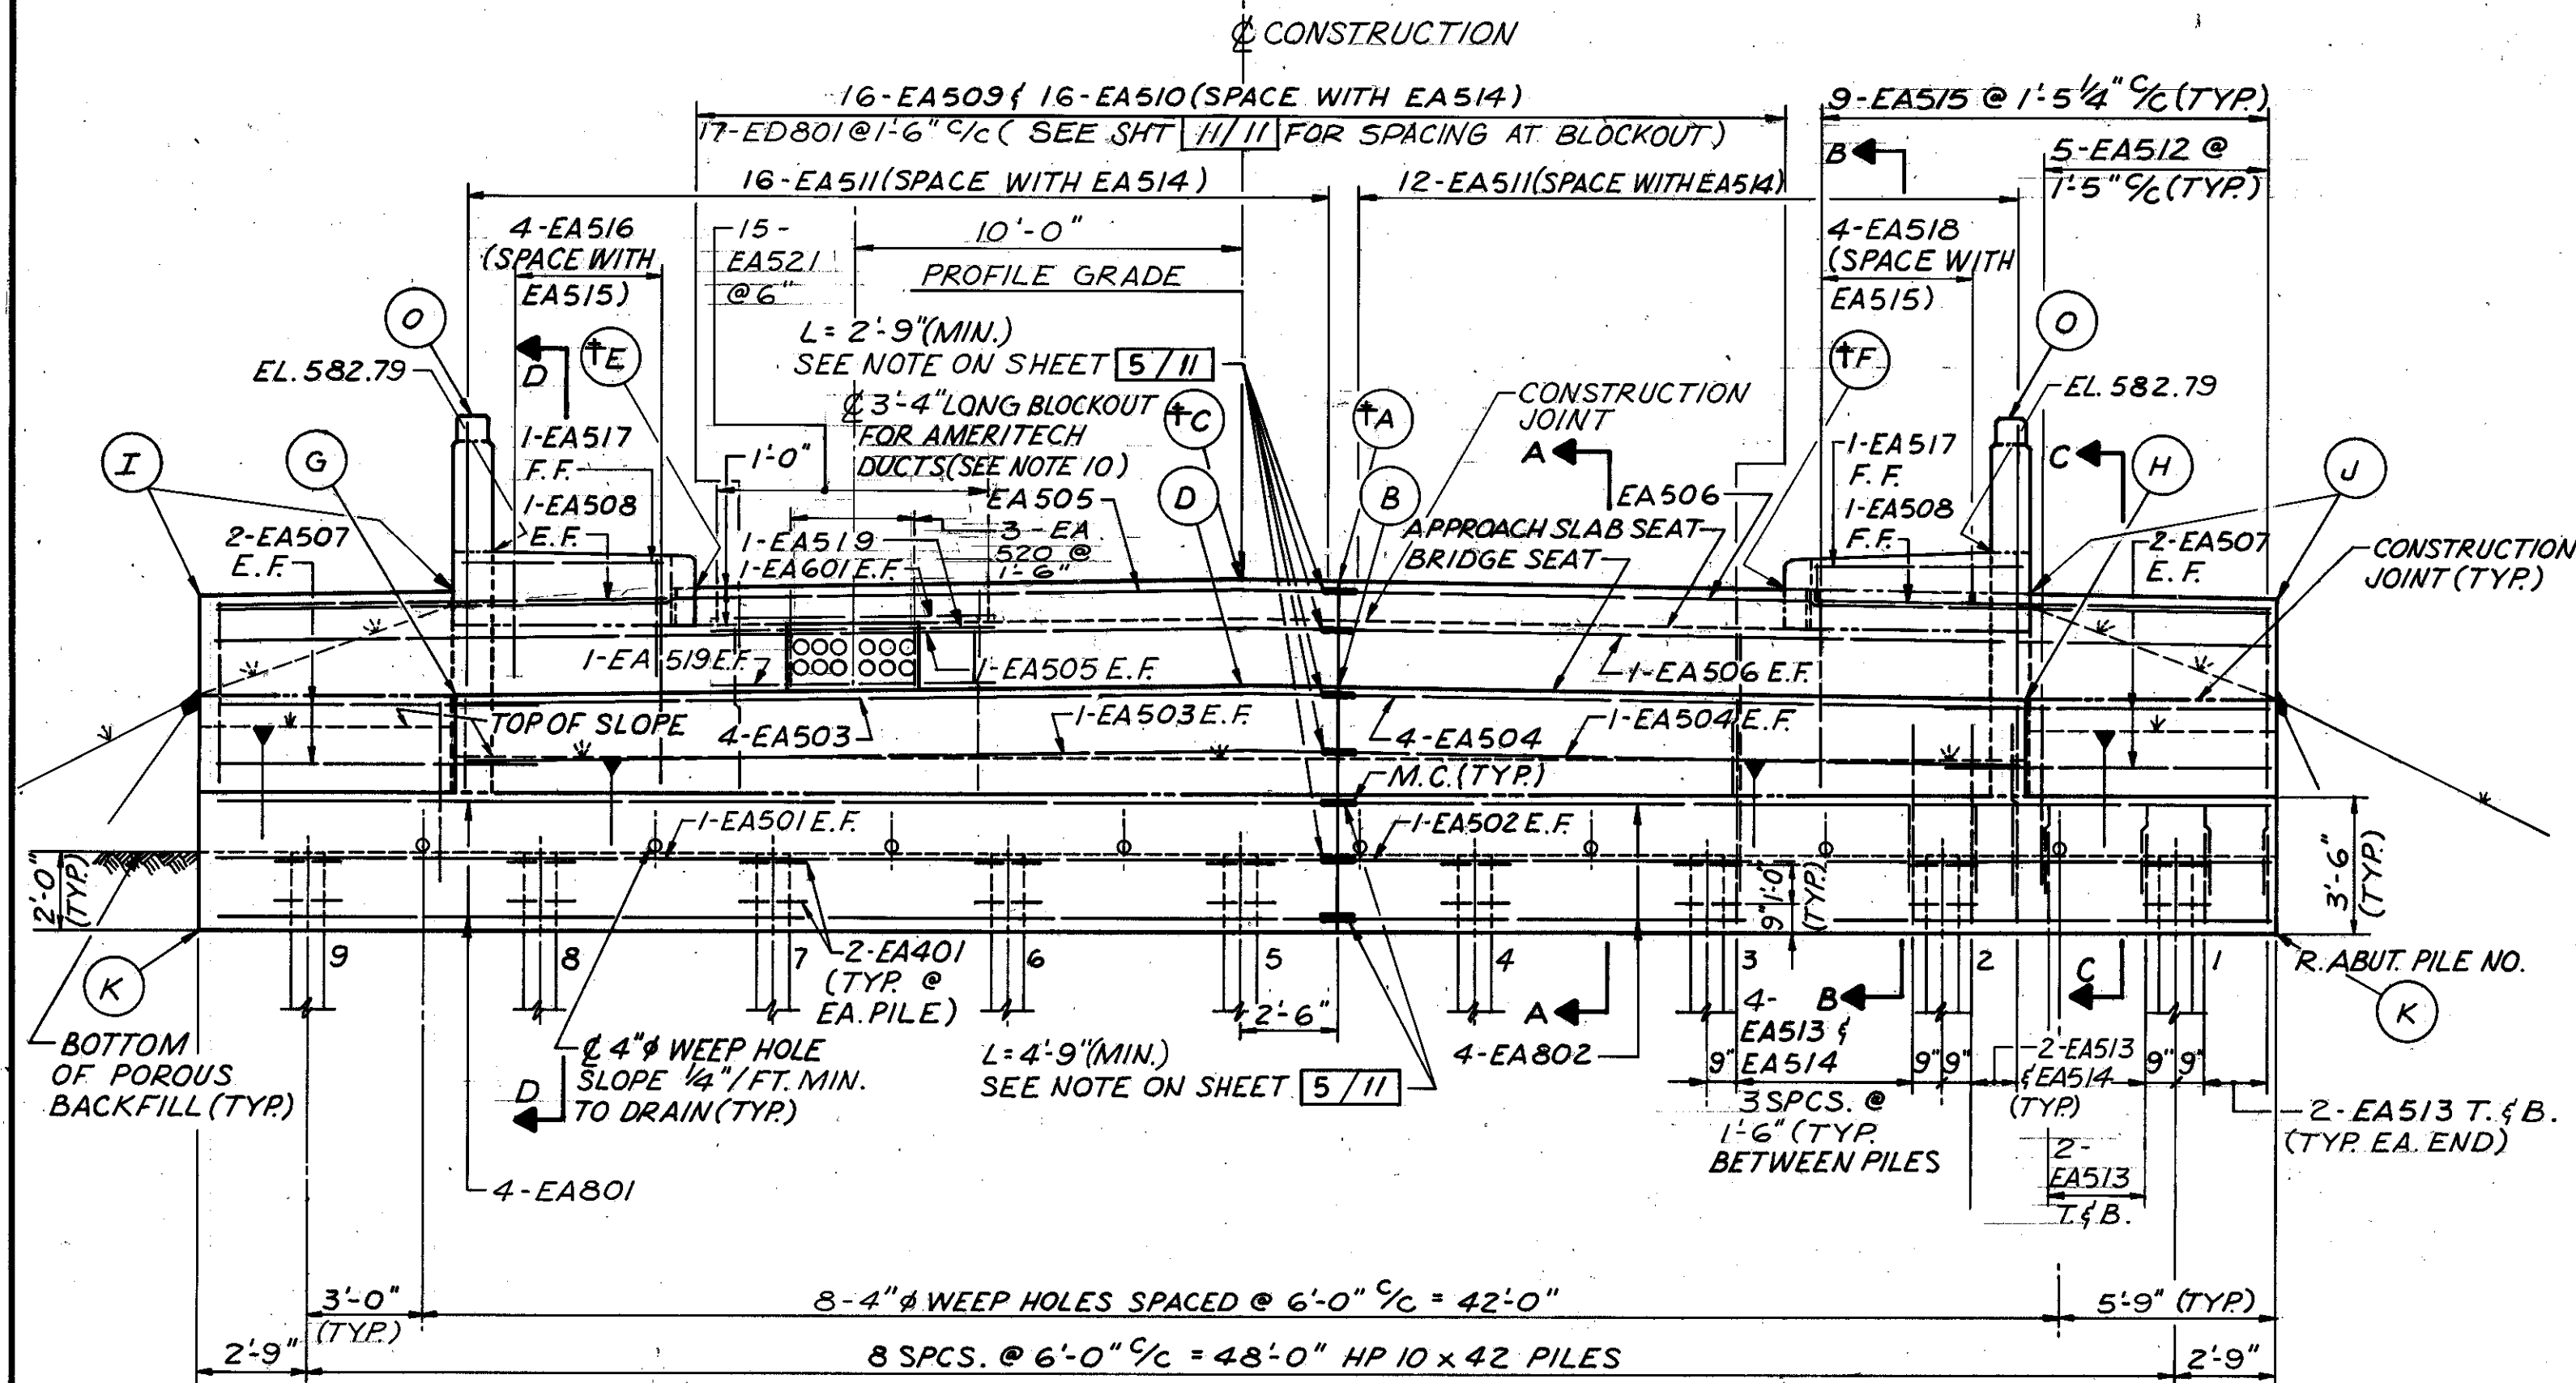 ℄ CONSTRUCTION
16-EA509 & 16-EA510 (SPACE WITH EA514)
9-EA515 @ 1'-5 1/4" C/C (TYP.)
17-ED801 @ 1'-6" C/C ( SEE SHT 11/11 FOR SPACING AT BLOCKOUT)
B
5-EA512 @
1'-5" C/C (TYP.)
16-EA511 (SPACE WITH EA514)
12-EA511 (SPACE WITH EA514)
4-EA516
(SPACE WITH
EA515)
15-
EA521
@ 6"
10'-0"
PROFILE GRADE
4-EA518
(SPACE WITH
EA515)
O
EL. 582.79
D
†E
L= 2'-9" (MIN.)
SEE NOTE ON SHEET 5/11
†F
O
EL. 582.79
℄ 3'-4" LONG BLOCKOUT
FOR AMERITECH
DUCTS (SEE NOTE 10)
†C
†A
CONSTRUCTION
JOINT
A
I
G
1-EA517
F.F.
1-EA508
E.F.
1'-0"
EA505
D
B
EA506
1-EA517
F.F.
1-EA508
F.F.
C
H
J
2-EA507
E.F.
1-EA519
1-EA601 E.F.
3-EA
520 @
1'-6"
APPROACH SLAB SEAT
BRIDGE SEAT
2-EA507
E.F.
CONSTRUCTION
JOINT (TYP.)
1-EA 519 E.F.
1-EA505 E.F.
1-EA506 E.F.
TOP OF SLOPE
4-EA503
1-EA503 E.F.
4-EA504
1-EA504 E.F.
M.C. (TYP.)
1-EA501 E.F.
1-EA502 E.F.
2'-0"
(TYP.)
9"
1'-0"
(TYP.)
3'-6"
(TYP.)
9
8
7
6
5
4
3
2
1
2-EA401
(TYP. @
EA. PILE)
2'-6"
A
B
C
R. ABUT. PILE NO.
K
K
BOTTOM
OF POROUS
BACKFILL (TYP.)
D
℄ 4"ø WEEP HOLE
SLOPE 1/4"/FT. MIN.
TO DRAIN (TYP.)
L= 4'-9" (MIN.)
SEE NOTE ON SHEET 5/11
4-EA802
9"
4-
EA513 &
EA514
3 SPCS. @
1'-6" (TYP.
BETWEEN PILES
9"
9"
2-EA513
& EA514
(TYP.)
9"
9"
2-EA513 T. & B.
(TYP. EA. END)
2-
EA513
T. & B.
4-EA801
3'-0"
(TYP.)
8-4"ø WEEP HOLES SPACED @ 6'-0" C/C = 42'-0"
5'-9" (TYP.)
2'-9"
8 SPCS. @ 6'-0" C/C = 48'-0" HP 10 x 42 PILES
2'-9"